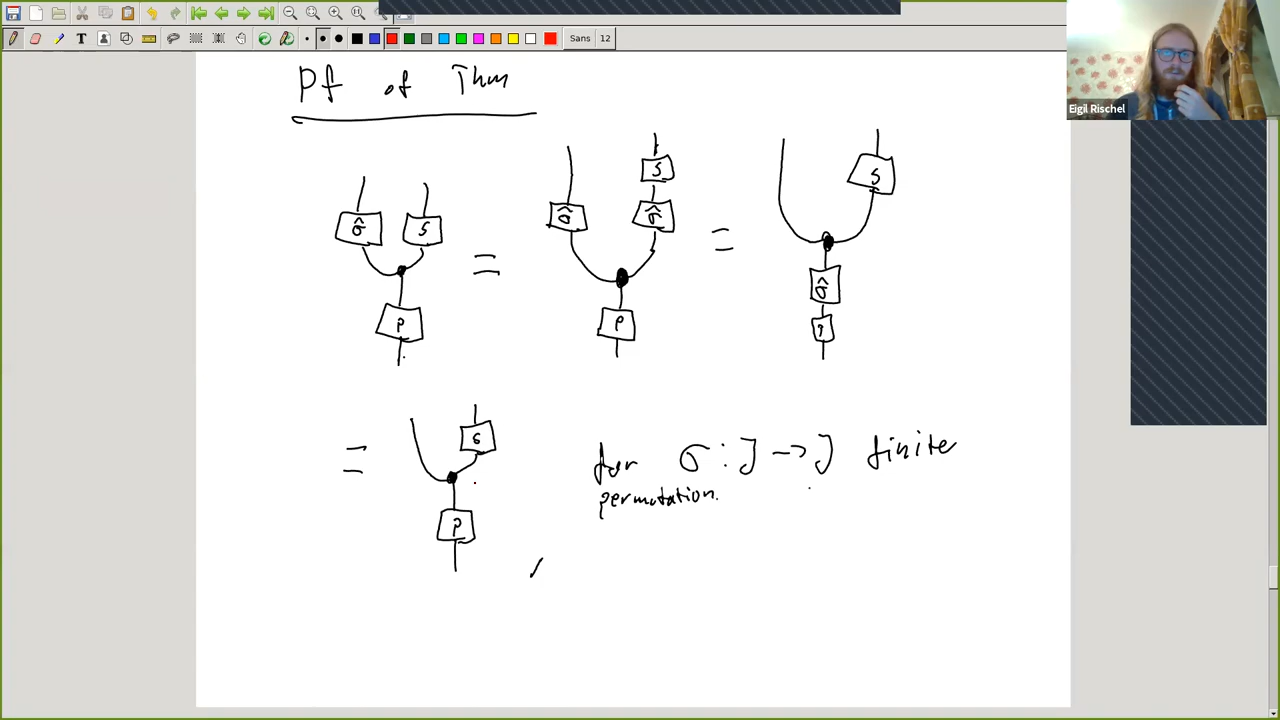 Sans 12
Eigil Rischel
Pf of Thm
σ̂ s = σ̂ s σ̂ = s
p p σ̂
= s for σ : J → J finite
permutation.
p